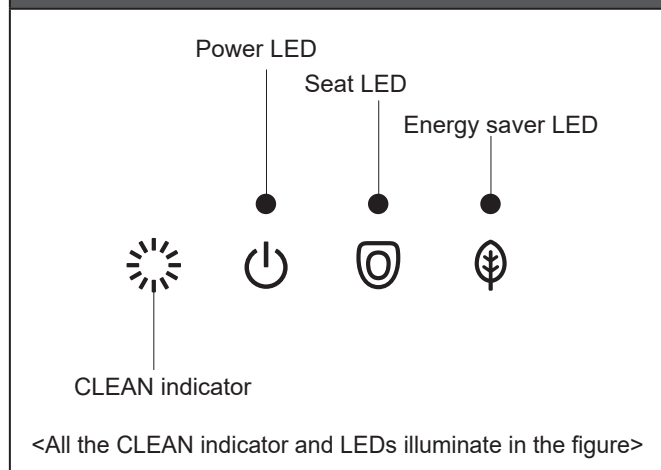 Power LED
Seat LED
Energy saver LED
CLEAN indicator
<All the CLEAN indicator and LEDs illuminate in the figure>